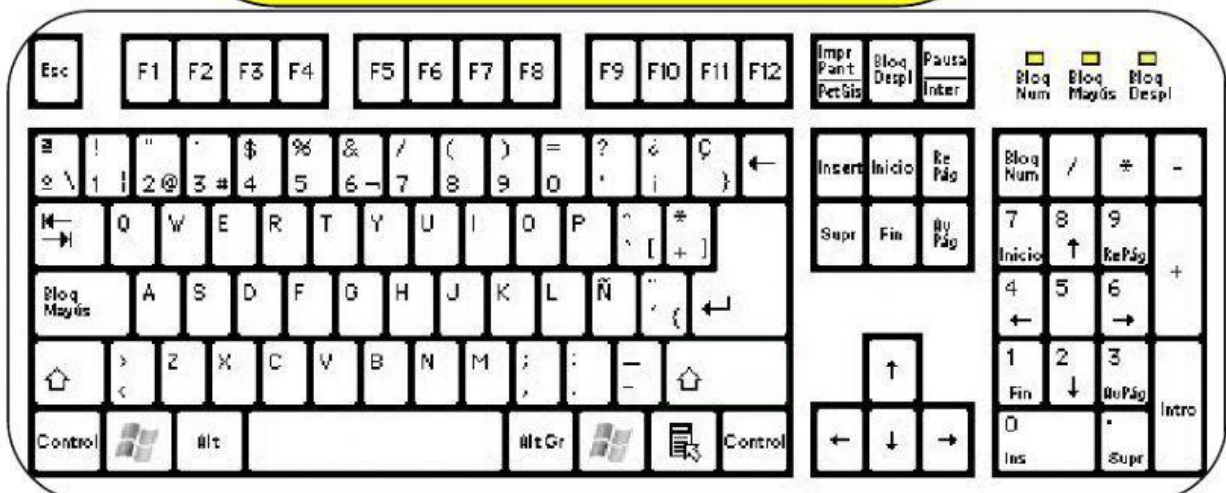 Esc F1 F2 F3 F4 F5 F6 F7 F8 F9 F10 F11 F12 Impr Pant PetSis Bloq Despl Pausa Inter Bloq Num Bloq Mayús Bloq Despl
ª º \ ! 1 | " 2 @ · 3 # $ 4 % 5 & 6 ¬ / 7 ( 8 ) 9 = 0 ? ' ¿ ¡ Ç } ← Insert Inicio Re Pág Bloq Num / * -
Q W E R T Y U I O P ^ ` [ * + ] Supr Fin Av Pág 7 Inicio 8 ↑ 9 RePág +
Bloq Mayús A S D F G H J K L Ñ ¨ ´ { 4 ← 5 6 →
> < Z X C V B N M ; , : . _ - ↑ 1 Fin 2 ↓ 3 AvPág Intro
Control Alt Alt Gr Control ← ↓ → 0 Ins . Supr